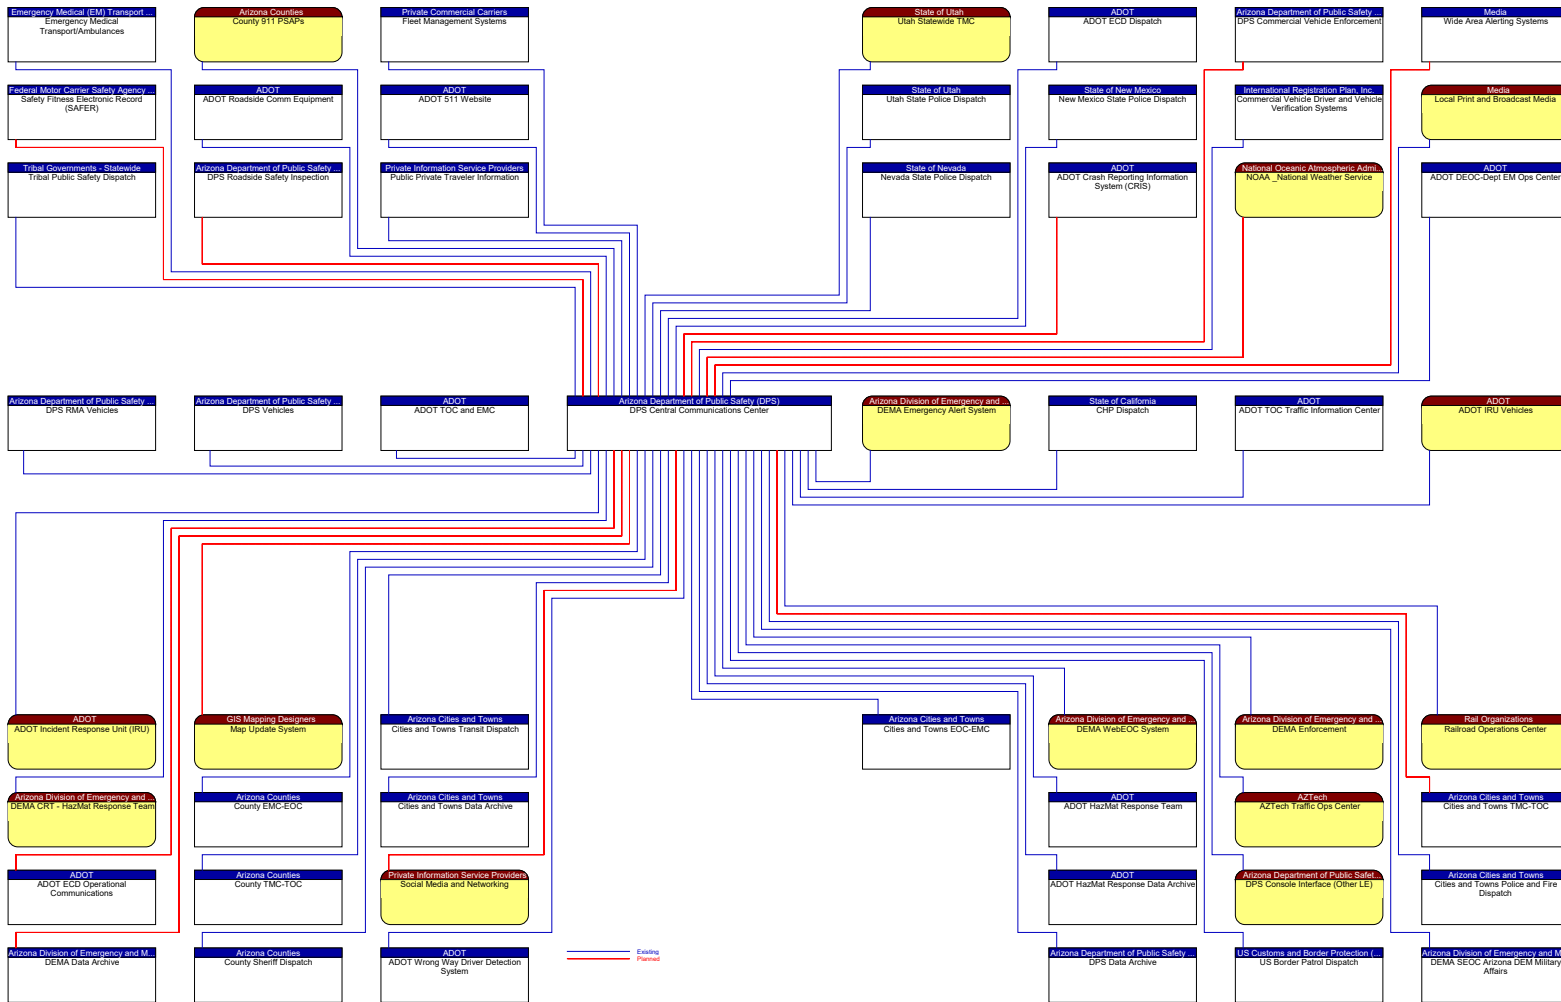 Emergency Medical (EM) Transport ...
Emergency Medical
Transport/Ambulances
Arizona Counties
County 911 PSAPs
Private Commercial Carriers
Fleet Management Systems
State of Utah
Utah Statewide TMC
ADOT
ADOT ECD Dispatch
Arizona Department of Public Safety ...
DPS Commercial Vehicle Enforcement
Media
Wide Area Alerting Systems
Federal Motor Carrier Safety Agency ...
Safety Fitness Electronic Record
(SAFER)
ADOT
ADOT Roadside Comm Equipment
ADOT
ADOT 511 Website
State of Utah
Utah State Police Dispatch
State of New Mexico
New Mexico State Police Dispatch
International Registration Plan, Inc.
Commercial Vehicle Driver and Vehicle
Verification Systems
Media
Local Print and Broadcast Media
Tribal Governments - Statewide
Tribal Public Safety Dispatch
Arizona Department of Public Safety ...
DPS Roadside Safety Inspection
Private Information Service Providers
Public Private Traveler Information
State of Nevada
Nevada State Police Dispatch
ADOT
ADOT Crash Reporting Information
System (CRIS)
National Oceanic Atmospheric Admi...
NOAA _National Weather Service
ADOT
ADOT DEOC-Dept EM Ops Center
Arizona Department of Public Safety ...
DPS RMA Vehicles
Arizona Department of Public Safety ...
DPS Vehicles
ADOT
ADOT TOC and EMC
Arizona Department of Public Safety (DPS)
DPS Central Communications Center
Arizona Division of Emergency and ...
DEMA Emergency Alert System
State of California
CHP Dispatch
ADOT
ADOT TOC Traffic Information Center
ADOT
ADOT IRU Vehicles
ADOT
ADOT Incident Response Unit (IRU)
GIS Mapping Designers
Map Update System
Arizona Cities and Towns
Cities and Towns Transit Dispatch
Arizona Cities and Towns
Cities and Towns EOC-EMC
Arizona Division of Emergency and ...
DEMA WebEOC System
Arizona Division of Emergency and ...
DEMA Enforcement
Rail Organizations
Railroad Operations Center
Arizona Division of Emergency and ...
DEMA CRT - HazMat Response Team
Arizona Counties
County EMC-EOC
Arizona Cities and Towns
Cities and Towns Data Archive
ADOT
ADOT HazMat Response Team
AZTech
AZTech Traffic Ops Center
Arizona Cities and Towns
Cities and Towns TMC-TOC
ADOT
ADOT ECD Operational
Communications
Arizona Counties
County TMC-TOC
Private Information Service Providers
Social Media and Networking
ADOT
ADOT HazMat Response Data Archive
Arizona Department of Public Safet...
DPS Console Interface (Other LE)
Arizona Cities and Towns
Cities and Towns Police and Fire
Dispatch
Arizona Division of Emergency and M...
DEMA Data Archive
Arizona Counties
County Sheriff Dispatch
ADOT
ADOT Wrong Way Driver Detection
System
Existing
Planned
Arizona Department of Public Safety ...
DPS Data Archive
US Customs and Border Protection (...
US Border Patrol Dispatch
Arizona Division of Emergency and M
DEMA SEOC Arizona DEM Military
Affairs